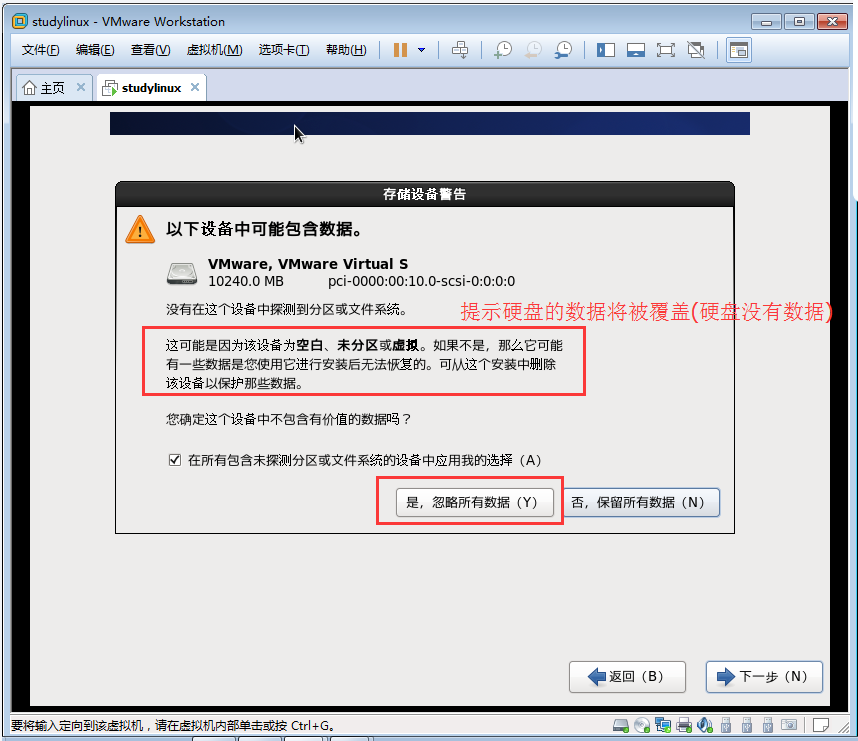 studylinux - VMware Workstation
文件(F) 编辑(E) 查看(V) 虚拟机(M) 选项卡(T) 帮助(H)
主页 studylinux
存储设备警告
以下设备中可能包含数据。
VMware, VMware Virtual S
10240.0 MB pci-0000:00:10.0-scsi-0:0:0:0
没有在这个设备中探测到分区或文件系统。
提示硬盘的数据将被覆盖(硬盘没有数据)
这可能是因为该设备为空白、未分区或虚拟。如果不是，那么它可能
有一些数据是您使用它进行安装后无法恢复的。可从这个安装中删除
该设备以保护那些数据。
您确定这个设备中不包含有价值的数据吗？
在所有包含未探测分区或文件系统的设备中应用我的选择（A）
是，忽略所有数据（Y） 否，保留所有数据（N）
返回（B） 下一步（N）
要将输入定向到该虚拟机，请在虚拟机内部单击或按 Ctrl+G。